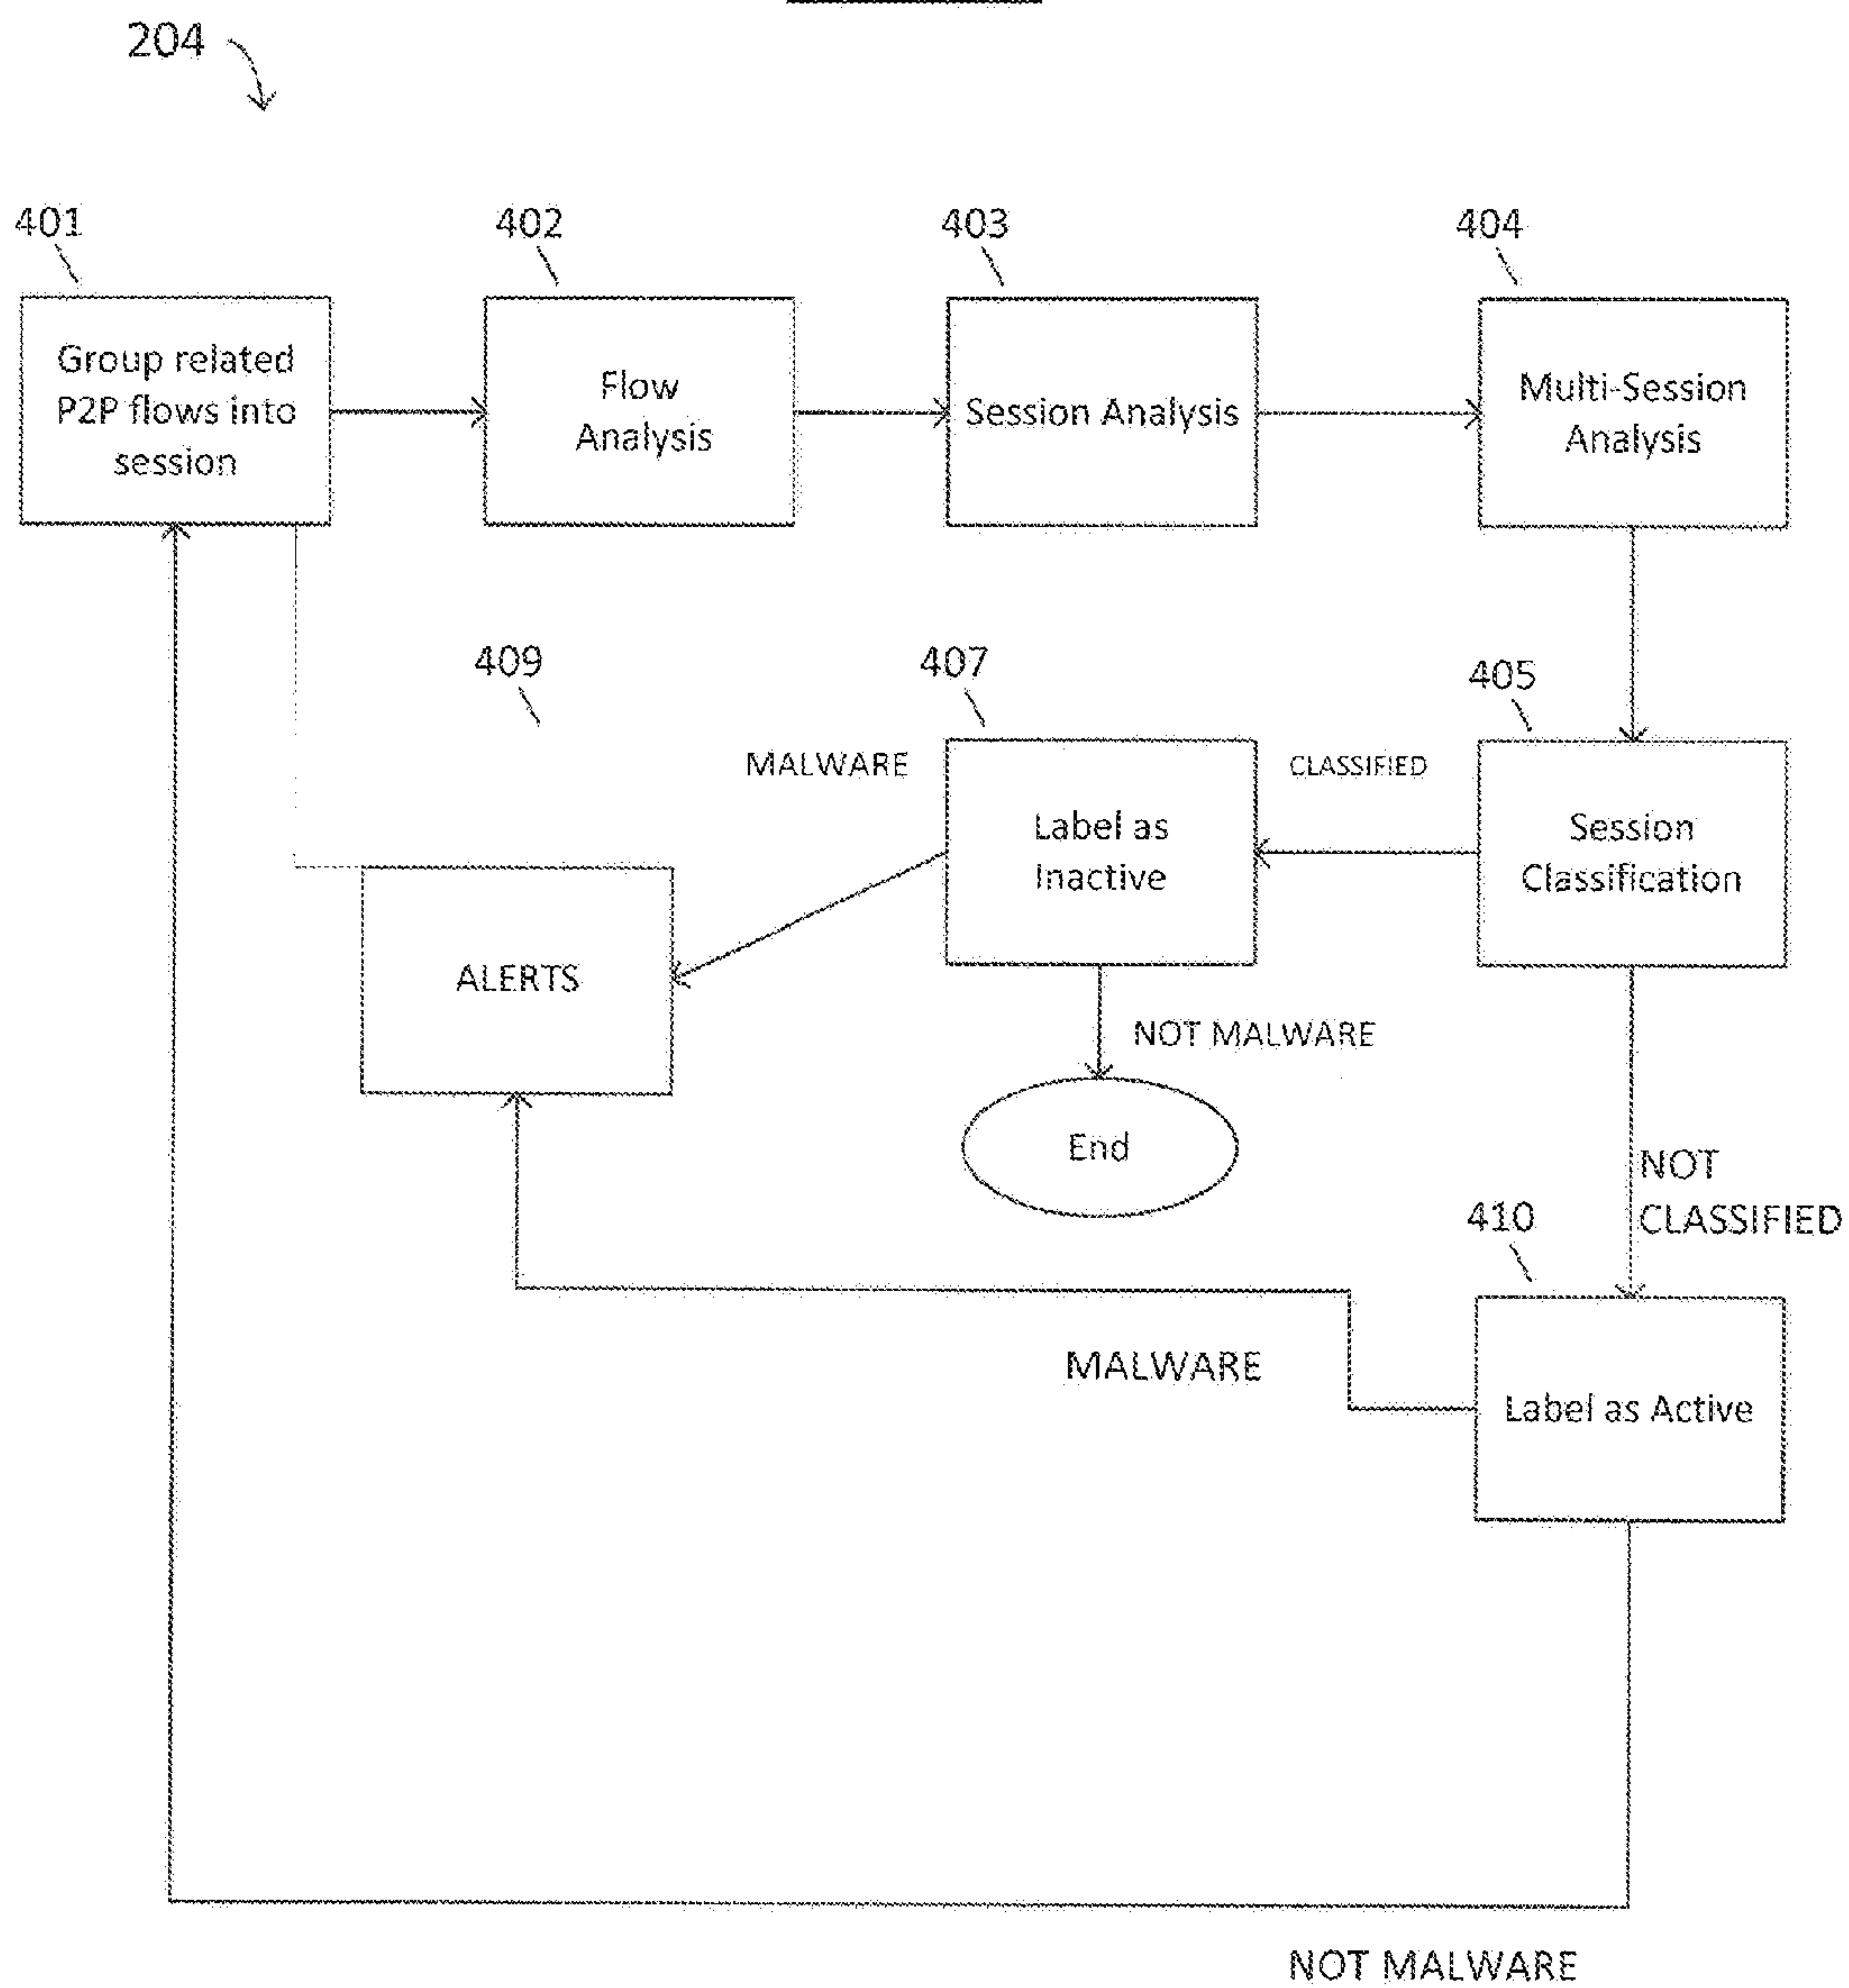 204
401
402
403
404
Group related
P2P flows into
session
Flow
Analysis
Session Analysis
Multi-Session
Analysis
409
407
405
MALWARE
CLASSIFIED
Label as
Inactive
Session
Classification
ALERTS
NOT MALWARE
End
NOT
CLASSIFIED
410
MALWARE
Label as Active
NOT MALWARE